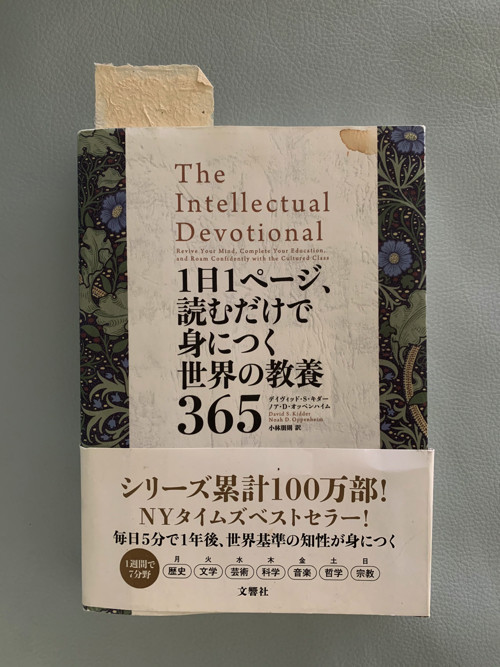 The
Intellectual
Devotional
Revive Your Mind, Complete Your Education,
and Roam Confidently with the Cultured Class
1日1ページ、
読むだけで
身につく
世界の教養
365
デイヴィッド・S・キダー
ノア・D・オッペンハイム
David S. Kidder
Noah D. Oppenheim
小林朋則 訳
シリーズ累計100万部!
NYタイムズベストセラー!
毎日5分で1年後、世界基準の知性が身につく
1週間で
7分野
月 火 水 木 金 土 日
歴史 文学 芸術 科学 音楽 哲学 宗教
文響社